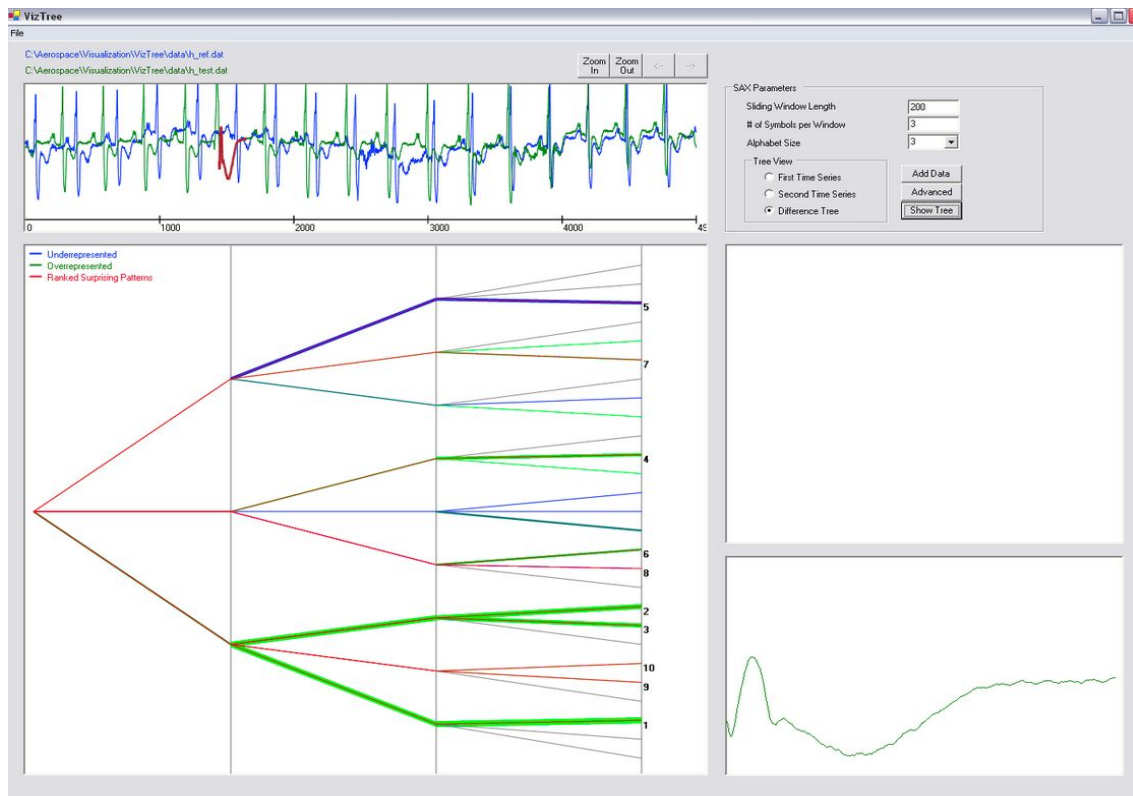 VizTree
File
C:\Aerospace\Visualization\VizTree\data\h_ref.dat
C:\Aerospace\Visualization\VizTree\data\h_test.dat
Zoom In
Zoom Out
<--
-->
0 1000 2000 3000 4000 49
SAX Parameters
Sliding Window Length 200
# of Symbols per Window 3
Alphabet Size 3
Tree View
First Time Series
Second Time Series
Difference Tree
Add Data
Advanced
Show Tree
Underrepresented
Overrepresented
Ranked Surprising Patterns
5
7
4
6
8
2
3
10
9
1